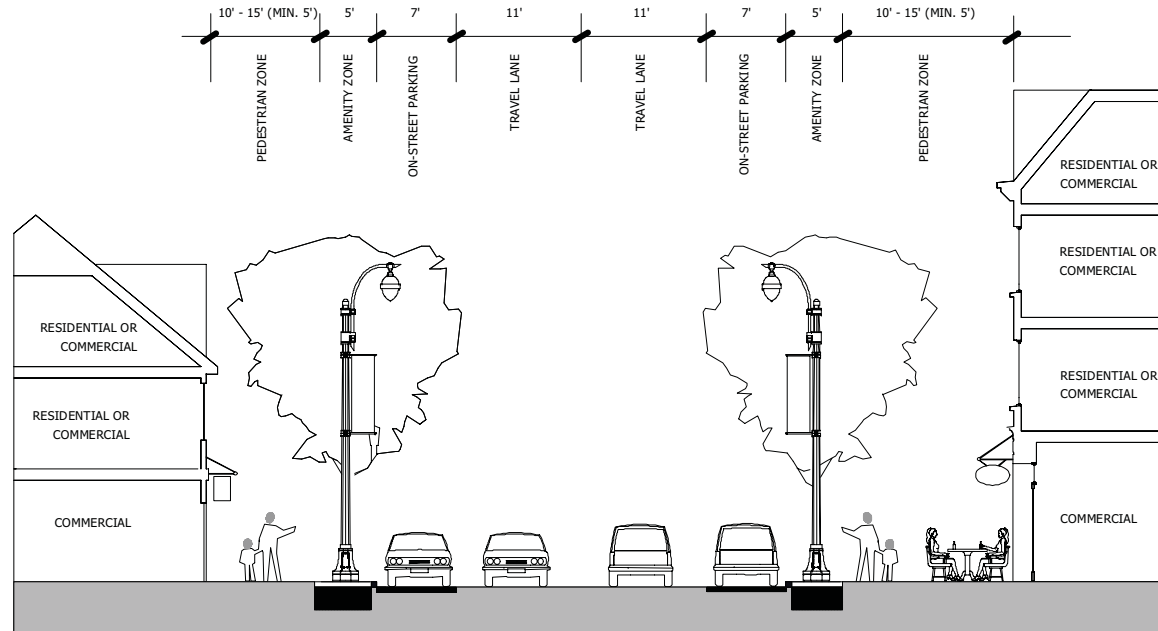 10' - 15' (MIN. 5')
5'
7'
11'
11'
7'
5'
10' - 15' (MIN. 5')
PEDESTRIAN ZONE
AMENITY ZONE
ON-STREET PARKING
TRAVEL LANE
TRAVEL LANE
ON-STREET PARKING
AMENITY ZONE
PEDESTRIAN ZONE
RESIDENTIAL OR
COMMERCIAL
RESIDENTIAL OR
COMMERCIAL
COMMERCIAL
RESIDENTIAL OR
COMMERCIAL
RESIDENTIAL OR
COMMERCIAL
RESIDENTIAL OR
COMMERCIAL
COMMERCIAL